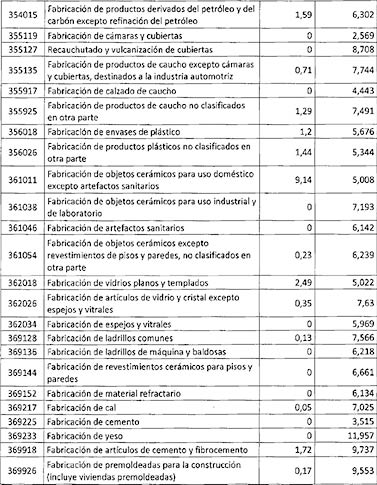 354015 Fabricación de productos derivados del petróleo y del 1,59 6,302
carbón excepto refinación del petróleo
355119 Fabricación de cámaras y cubiertas 0 2,569
355127 Recauchutado y vulcanización de cubiertas 0 8,708
355135 Fabricación de productos de caucho excepto cámaras 0,71 7,744
y cubiertas, destinados a la industria automotriz
355917 Fabricación de calzado de caucho 0 4,443
355925 Fabricación de productos de caucho no clasificados 1,29 7,491
en otra parte
356018 Fabricación de envases de plástico 1,2 5,676
356026 Fabricación de productos plásticos no clasificados en 1,44 5,344
otra parte
361011 Fabricación de objetos cerámicos para uso doméstico 9,14 5,008
excepto artefactos sanitarios
361038 Fabricación de objetos cerámicos para uso industrial y 0 7,193
de laboratorio
361046 Fabricación de artefactos sanitarios 0 6,142
361054 Fabricación de objetos cerámicos excepto 0,23 6,239
revestimientos de pisos y paredes, no clasificados en
otra parte
362018 Fabricación de vidrios planos y templados 2,49 5,022
362026 Fabricación de artículos de vidrio y cristal excepto 0,35 7,63
espejos y vitrales
362034 Fabricación de espejos y vitrales 0 5,969
369128 Fabricación de ladrillos comunes 0,13 7,566
369136 Fabricación de ladrillos de máquina y baldosas 0 6,218
369144 Fabricación de revestimientos cerámicos para pisos y 0 6,661
paredes
369152 Fabricación de material refractario 0 6,134
369217 Fabricación de cal 0,05 7,025
369225 Fabricación de cemento 0 3,515
369233 Fabricación de yeso 0 11,957
369918 Fabricación de artículos de cemento y fibrocemento 1,72 9,737
369926 Fabricación de premoldeadas para la construcción 0,17 9,553
(incluye viviendas premoldeadas)